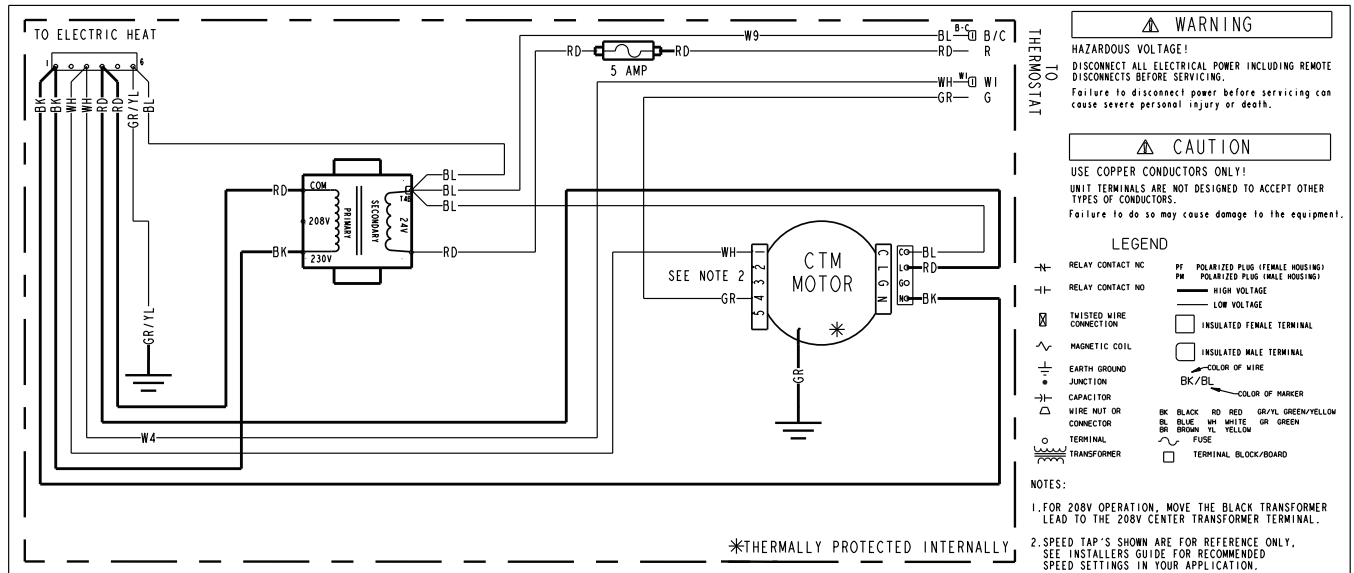 TO ELECTRIC HEAT
1 6
BK BK WH WH RD RD GR/YL BL
GR/YL
W4
RD
BK
COM
208V
230V
PRIMARY
SECONDARY
24V
BL
BL
BL
RD
RD
RD
5 AMP
W9
BL B-C B/C
RD R
WH W1 W1
GR G
TO
THERMOSTAT
SEE NOTE 2
WH
GR
2
3
4
5
CTM
MOTOR
C
L
G
N
C BL
L RD
G
N BK
GR
*THERMALLY PROTECTED INTERNALLY
WARNING
HAZARDOUS VOLTAGE!
DISCONNECT ALL ELECTRICAL POWER INCLUDING REMOTE
DISCONNECTS BEFORE SERVICING.
Failure to disconnect power before servicing can
cause severe personal injury or death.
CAUTION
USE COPPER CONDUCTORS ONLY!
UNIT TERMINALS ARE NOT DESIGNED TO ACCEPT OTHER
TYPES OF CONDUCTORS.
Failure to do so may cause damage to the equipment.
LEGEND
RELAY CONTACT NC
RELAY CONTACT NO
TWISTED WIRE
CONNECTION
MAGNETIC COIL
EARTH GROUND
JUNCTION
CAPACITOR
WIRE NUT OR
CONNECTOR
TERMINAL
TRANSFORMER
PF POLARIZED PLUG (FEMALE HOUSING)
PM POLARIZED PLUG (MALE HOUSING)
HIGH VOLTAGE
LOW VOLTAGE
INSULATED FEMALE TERMINAL
INSULATED MALE TERMINAL
COLOR OF WIRE
BK/BL
COLOR OF MARKER
BK BLACK RD RED GR/YL GREEN/YELLOW
BL BLUE WH WHITE GR GREEN
BR BROWN YL YELLOW
FUSE
TERMINAL BLOCK/BOARD
NOTES:
1.FOR 208V OPERATION, MOVE THE BLACK TRANSFORMER
LEAD TO THE 208V CENTER TRANSFORMER TERMINAL.
2.SPEED TAP'S SHOWN ARE FOR REFERENCE ONLY,
SEE INSTALLERS GUIDE FOR RECOMMENDED
SPEED SETTINGS IN YOUR APPLICATION.